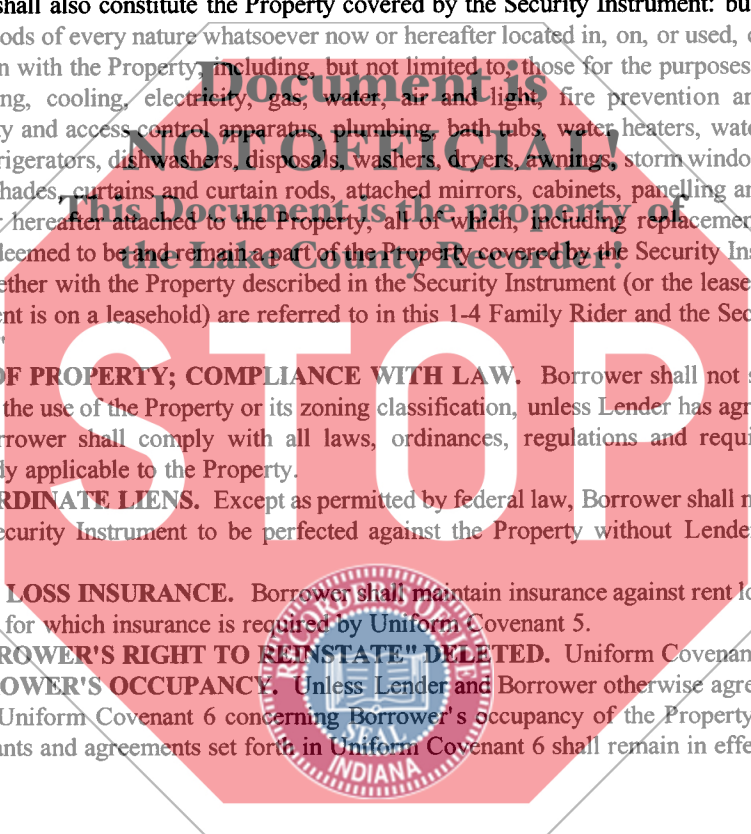 shall also constitute the Property covered by the Security Instrument: bu
ods of every nature whatsoever now or hereafter located in, on, or used,
n with the Property, including, but not limited to, those for the purposes
Document is
ng, cooling, electricity, gas, water, air and light, fire prevention an
y and access control apparatus, plumbing, bath tubs, water heaters, wat
NOT OFFICIAL!
rigerators, dishwashers, disposals, washers, dryers, awnings, storm windo
hades, curtains and curtain rods, attached mirrors, cabinets, panelling an
This Document is the property of
r hereafter attached to the Property, all of which, including replacemen
deemed to be and remain a part of the Property covered by the Security Ins
the Lake County Recorder!
ether with the Property described in the Security Instrument (or the lease
ent is on a leasehold) are referred to in this 1-4 Family Rider and the Sec
"
STOP
OF PROPERTY; COMPLIANCE WITH LAW. Borrower shall not s
the use of the Property or its zoning classification, unless Lender has agr
rrower shall comply with all laws, ordinances, regulations and requi
ly applicable to the Property.
RDINATE LIENS. Except as permitted by federal law, Borrower shall n
ecurity Instrument to be perfected against the Property without Lende
LOSS INSURANCE. Borrower shall maintain insurance against rent lo
for which insurance is required by Uniform Covenant 5.
ROWER'S RIGHT TO REINSTATE" DELETED. Uniform Covenan
OWER'S OCCUPANCY. Unless Lender and Borrower otherwise agre
Uniform Covenant 6 concerning Borrower's occupancy of the Property
ants and agreements set forth in Uniform Covenant 6 shall remain in effe
RECORDER'S OFFICE
SEAL
INDIANA